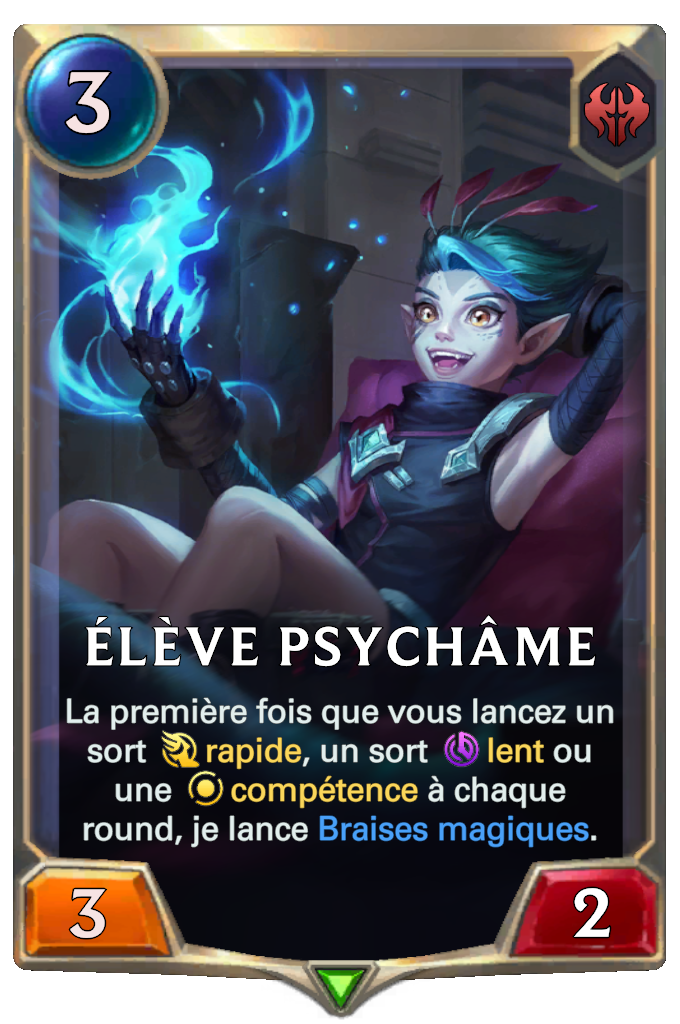 3
ÉLÈVE PSYCHÂME
La première fois que vous lancez un
sort rapide, un sort lent ou
une compétence à chaque
round, je lance Braises magiques.
3
2